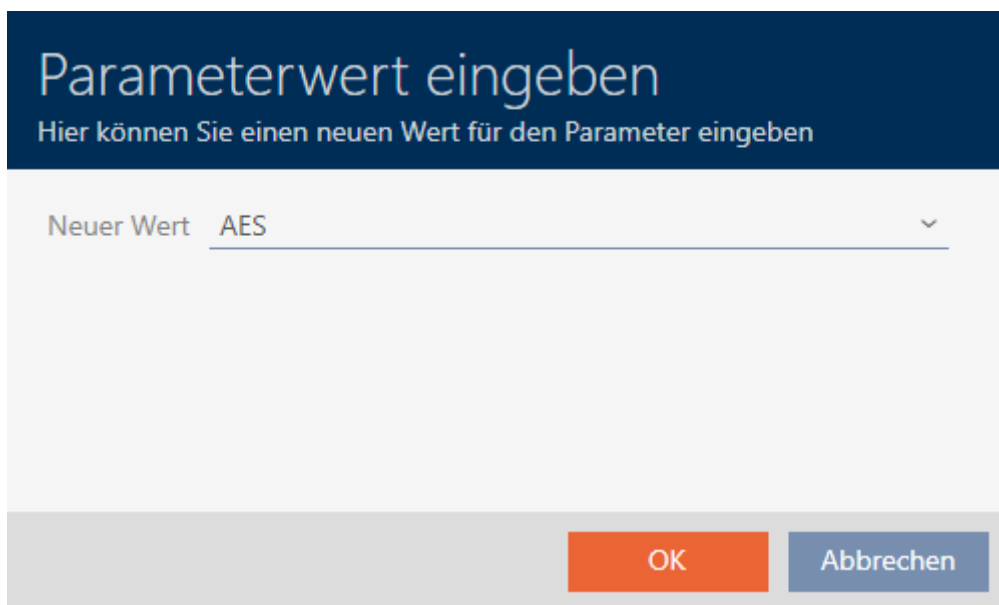 Parameterwert eingeben
Hier können Sie einen neuen Wert für den Parameter eingeben
Neuer Wert AES
OK Abbrechen